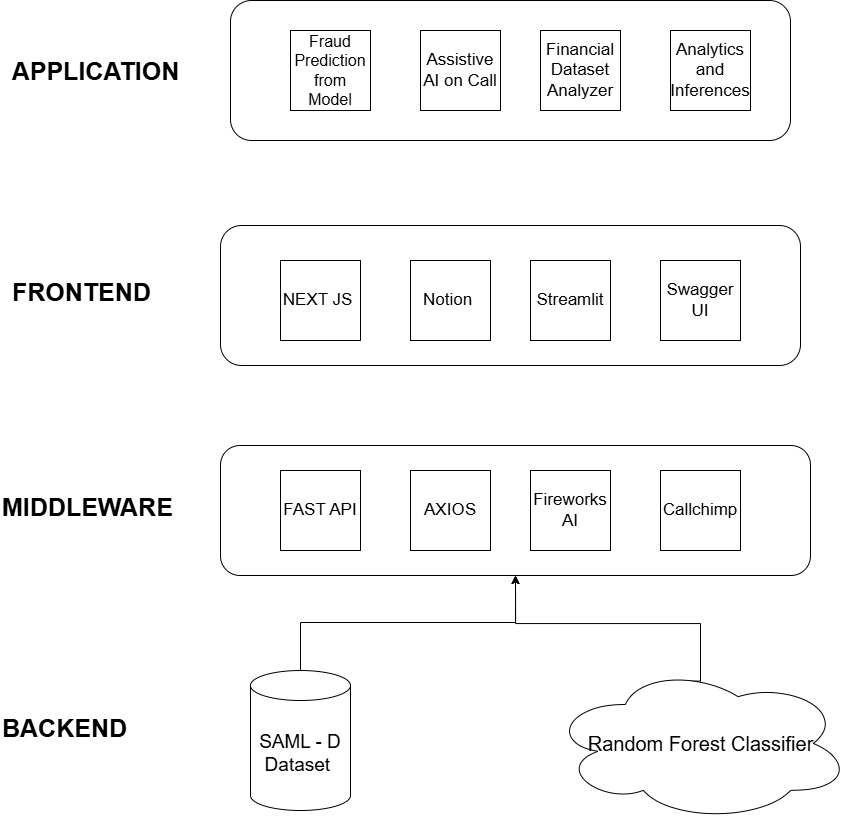 APPLICATION
Fraud
Prediction
from
Model
Assistive
AI on Call
Financial
Dataset
Analyzer
Analytics
and
Inferences
FRONTEND
NEXT JS
Notion
Streamlit
Swagger
UI
MIDDLEWARE
FAST API
AXIOS
Fireworks
AI
Callchimp
BACKEND
SAML - D
Dataset
Random Forest Classifier